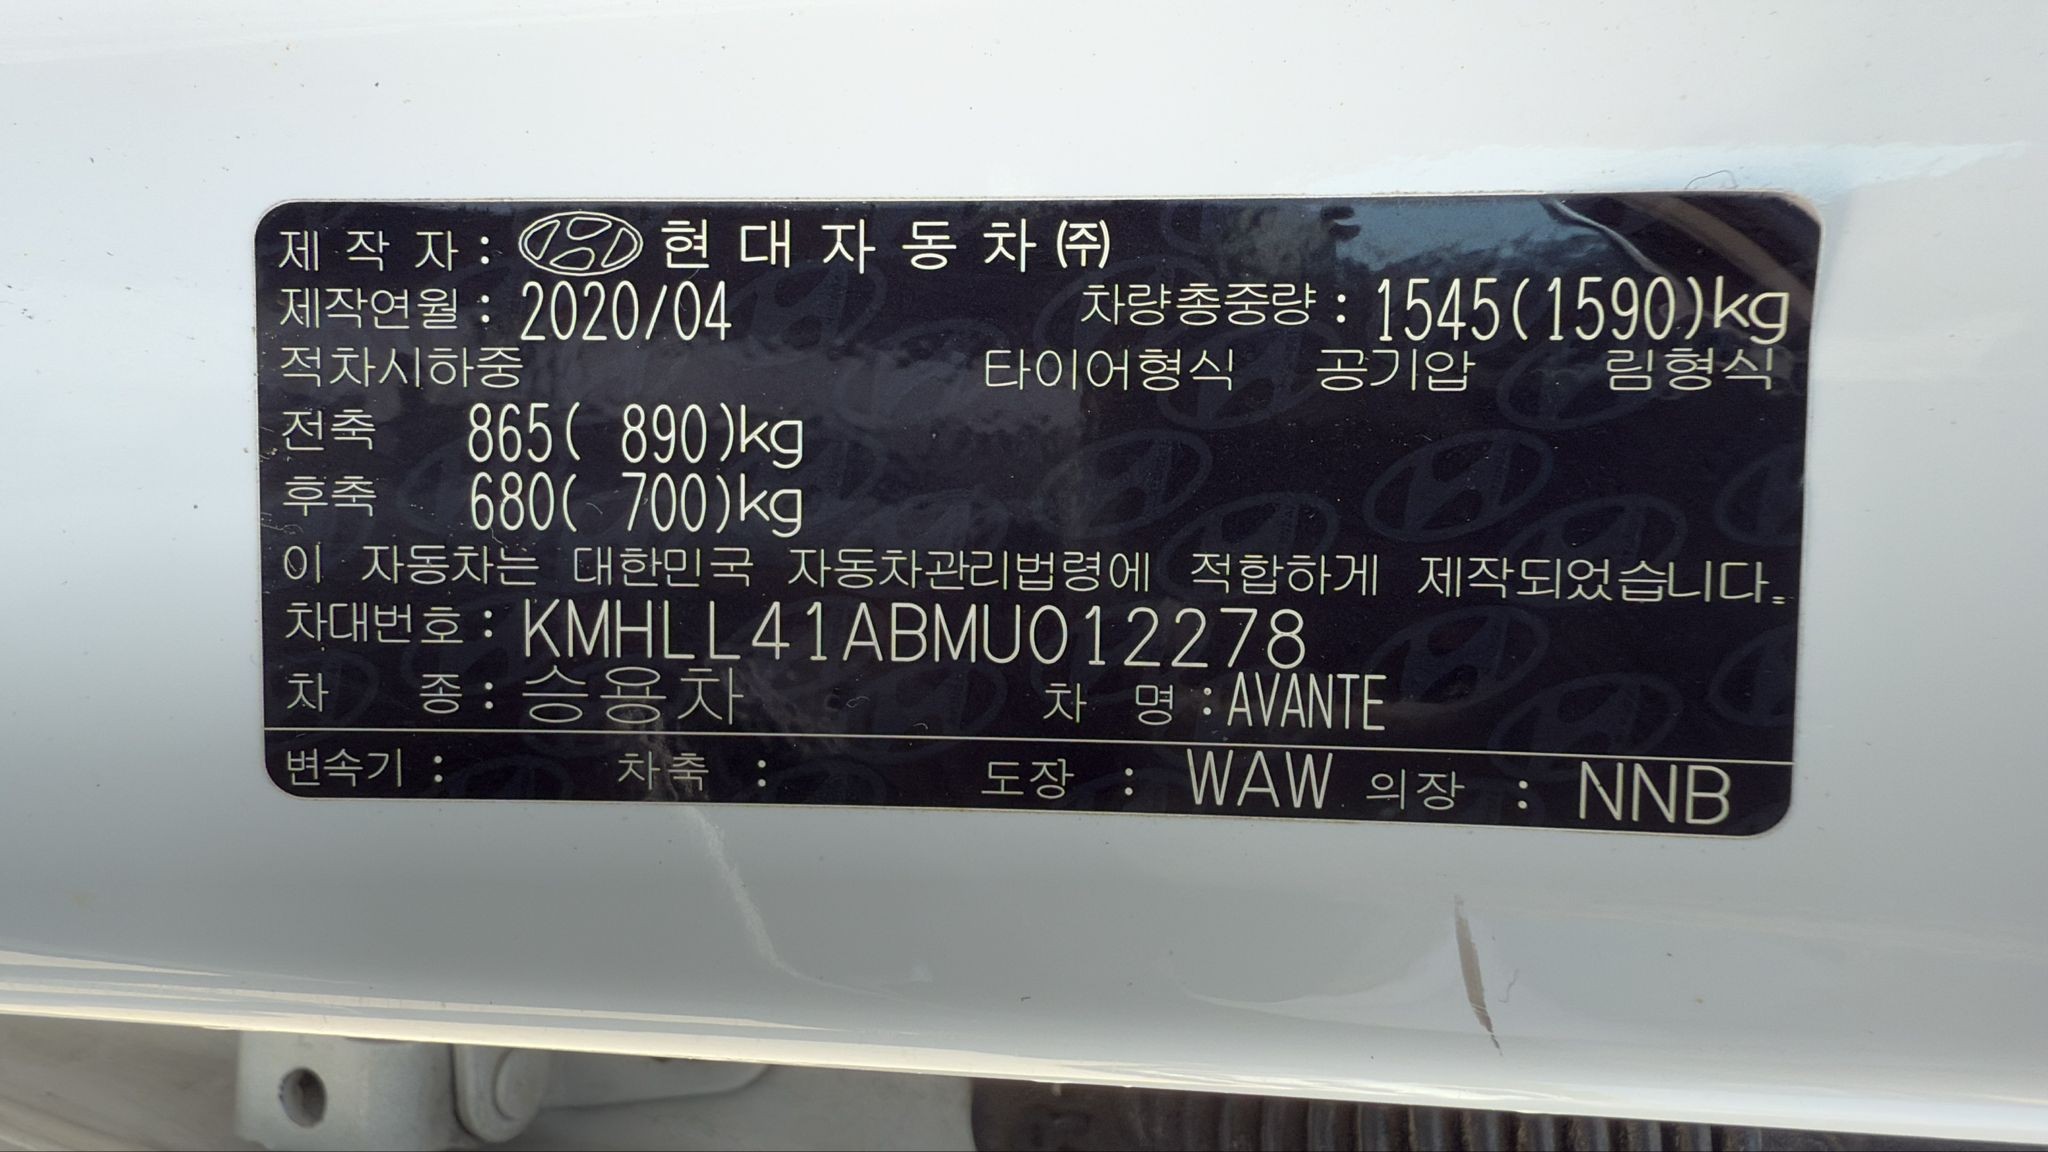 제 작 자 : 현 대 자 동 차 ㈜
제작연월 : 2020/04 차량총중량 : 1545(1590)kg
적차시하중 타이어형식 공기압 림형식
전축 865( 890)kg
후축 680( 700)kg
이 자동차는 대한민국 자동차관리법령에 적합하게 제작되었습니다.
차대번호 : KMHLL41ABMU012278
차 종 : 승용차 차 명 : AVANTE
변속기 : 차축 : 도장 : WAW 의장 : NNB